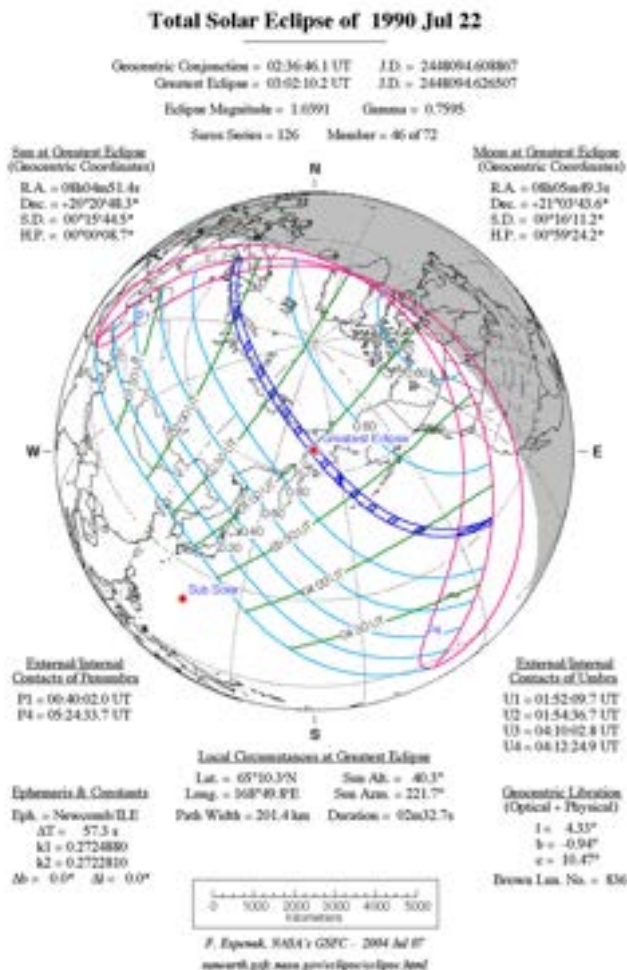 Total Solar Eclipse of 1990 Jul 22
Geocentric Conjunction = 02:36:46.1 UT J.D. = 2448094.608867
Greatest Eclipse = 03:02:10.2 UT J.D. = 2448094.626507
Eclipse Magnitude = 1.0391 Gamma = 0.7595
Saros Series = 126 Member = 46 of 72
Sun at Greatest Eclipse
(Geocentric Coordinates)
R.A. = 08h04m51.4s
Dec. = +20°20'48.3"
S.D. = 00°15'44.5"
H.P. = 00°00'08.7"
Moon at Greatest Eclipse
(Geocentric Coordinates)
R.A. = 08h05m49.3s
Dec. = +21°03'43.6"
S.D. = 00°16'11.2"
H.P. = 00°59'24.2"
N
W
E
S
Greatest Eclipse
Sub Solar
External/Internal
Contacts of Penumbra
P1 = 00:40:02.0 UT
P4 = 05:24:33.7 UT
External/Internal
Contacts of Umbra
U1 = 01:52:09.7 UT
U2 = 01:54:36.7 UT
U3 = 04:10:02.8 UT
U4 = 04:12:24.9 UT
Local Circumstances at Greatest Eclipse
Lat. = 65°10.3'N Sun Alt. = 40.3°
Long. = 168°49.8'E Sun Azm. = 221.7°
Path Width = 201.4 km Duration = 02m32.7s
Ephemeris & Constants
Eph. = Newcomb/ILE
ΔT = 57.3 s
k1 = 0.2724880
k2 = 0.2722810
Δb = 0.0" Δl = 0.0"
Geocentric Libration
(Optical + Physical)
l = 4.33°
b = -0.94°
c = 10.47°
Brown Lun. No. = 836
0 1000 2000 3000 4000 5000
Kilometers
F. Espenak, NASA's GSFC - 2004 Jul 07
sunearth.gsfc.nasa.gov/eclipse/eclipse.html